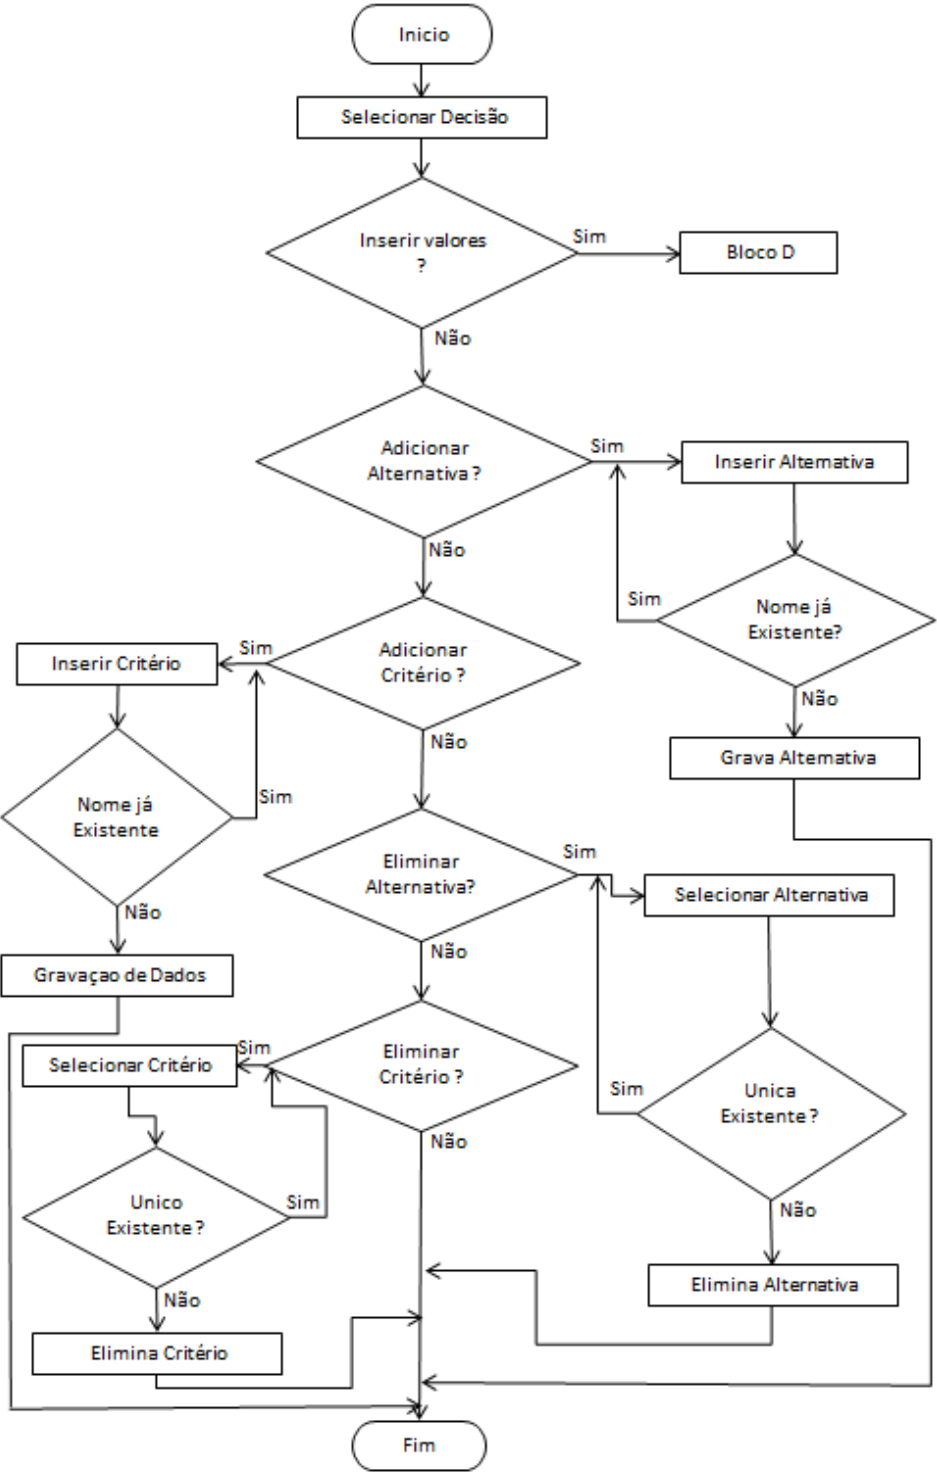 Inicio
Selecionar Decisão
Inserir valores
?
Sim
Bloco D
Não
Adicionar
Alternativa ?
Sim
Inserir Alternativa
Não
Sim
Nome já
Existente?
Adicionar
Critério ?
Sim
Inserir Critério
Não
Grava Alternativa
Não
Sim
Nome já
Existente
Eliminar
Alternativa?
Sim
Selecionar Alternativa
Não
Gravaçao de Dados
Não
Eliminar
Critério ?
Sim
Selecionar Critério
Sim
Unica
Existente ?
Não
Unico
Existente ?
Sim
Não
Elimina Alternativa
Não
Elimina Critério
Fim